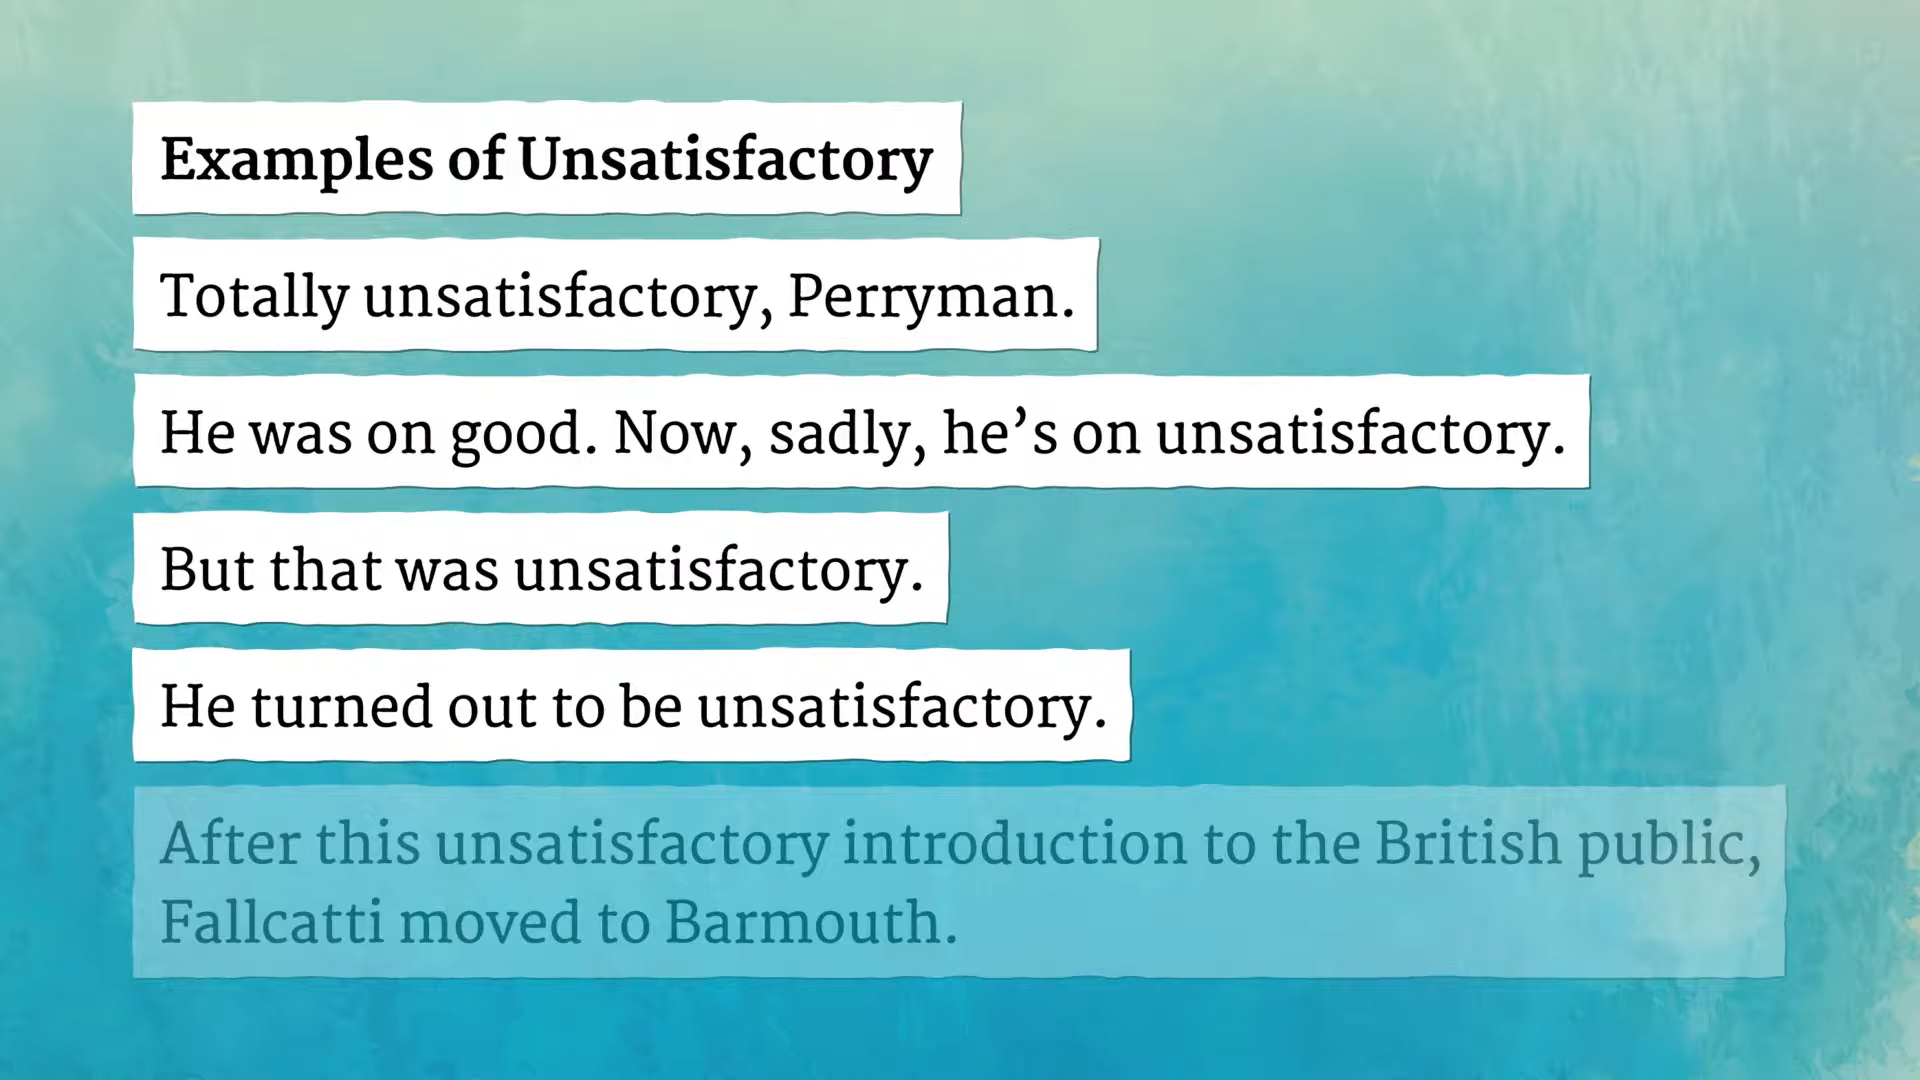 Examples of Unsatisfactory
Totally unsatisfactory, Perryman.
He was on good. Now, sadly, he’s on unsatisfactory.
But that was unsatisfactory.
He turned out to be unsatisfactory.
After this unsatisfactory introduction to the British public,
Fallcatti moved to Barmouth.